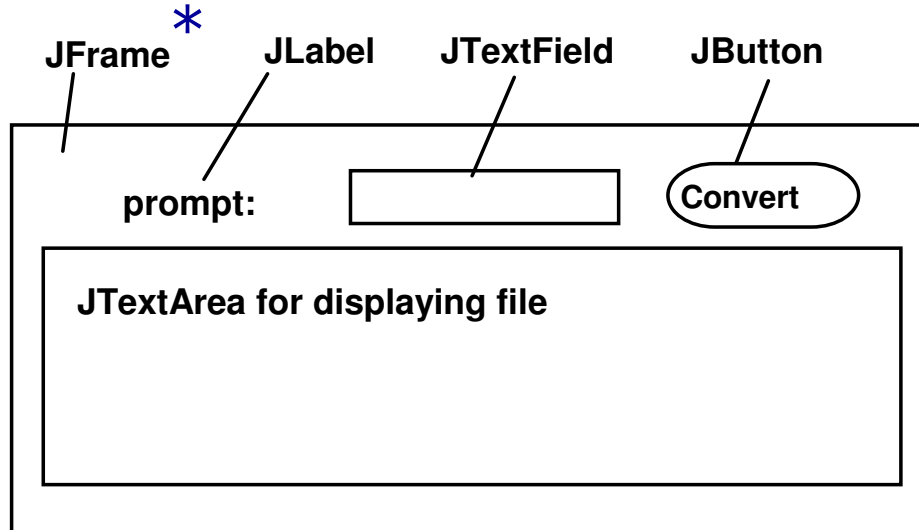 JFrame* JLabel JTextField JButton
prompt: Convert
JTextArea for displaying file